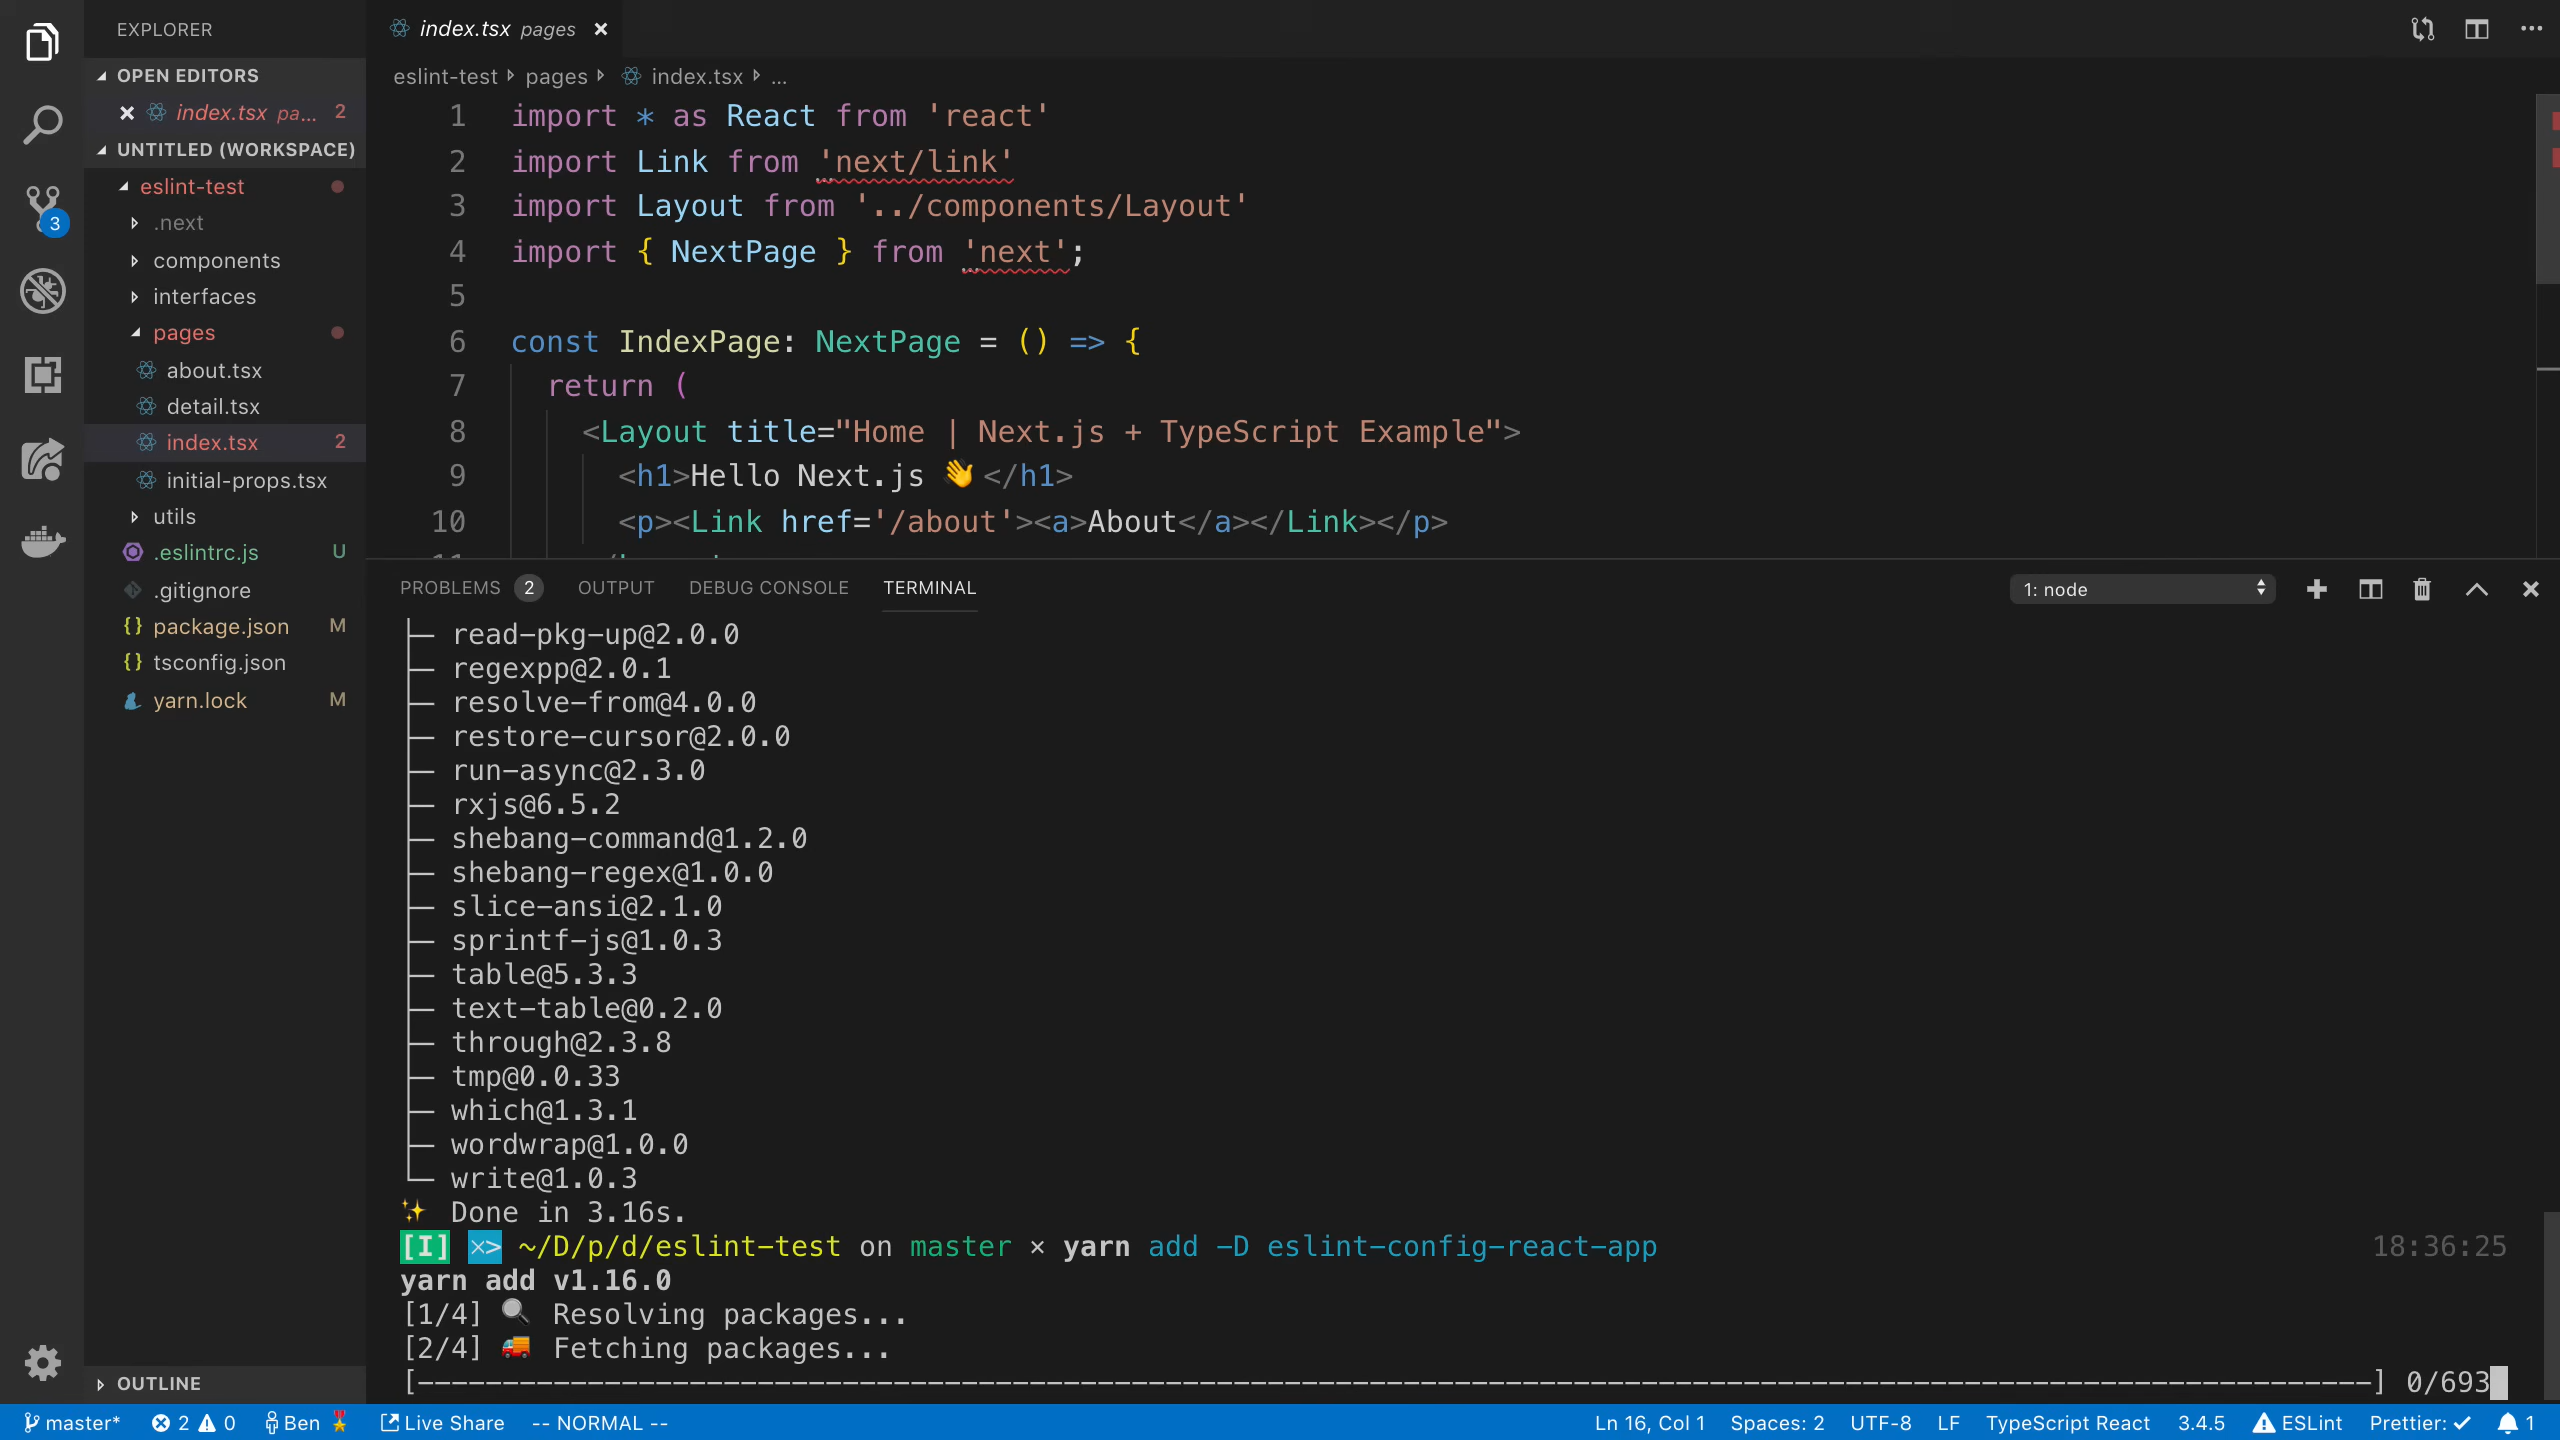 EXPLORER
OPEN EDITORS
index.tsx pa... 2
UNTITLED (WORKSPACE)
eslint-test
.next
components
interfaces
pages
about.tsx
detail.tsx
index.tsx 2
initial-props.tsx
utils
.eslintrc.js U
.gitignore
package.json M
tsconfig.json
yarn.lock M
OUTLINE
3
index.tsx pages
eslint-test pages index.tsx ...
1 import * as React from 'react'
2 import Link from 'next/link'
3 import Layout from '../components/Layout'
4 import { NextPage } from 'next';
5
6 const IndexPage: NextPage = () => {
7 return (
8 <Layout title="Home | Next.js + TypeScript Example">
9 <h1>Hello Next.js 👋</h1>
10 <p><Link href='/about'><a>About</a></Link></p>
PROBLEMS 2 OUTPUT DEBUG CONSOLE TERMINAL 1: node
├─ read-pkg-up@2.0.0
├─ regexpp@2.0.1
├─ resolve-from@4.0.0
├─ restore-cursor@2.0.0
├─ run-async@2.3.0
├─ rxjs@6.5.2
├─ shebang-command@1.2.0
├─ shebang-regex@1.0.0
├─ slice-ansi@2.1.0
├─ sprintf-js@1.0.3
├─ table@5.3.3
├─ text-table@0.2.0
├─ through@2.3.8
├─ tmp@0.0.33
├─ which@1.3.1
├─ wordwrap@1.0.0
└─ write@1.0.3
✨ Done in 3.16s.
[I] ×> ~/D/p/d/eslint-test on master × yarn add -D eslint-config-react-app 18:36:25
yarn add v1.16.0
[1/4] 🔍 Resolving packages...
[2/4] 🚚 Fetching packages...
[-------------------------------------------------------------------------------------------------------------------] 0/693
master* 2 0 Ben 🎖 Live Share -- NORMAL -- Ln 16, Col 1 Spaces: 2 UTF-8 LF TypeScript React 3.4.5 ESLint Prettier: ✓ 1